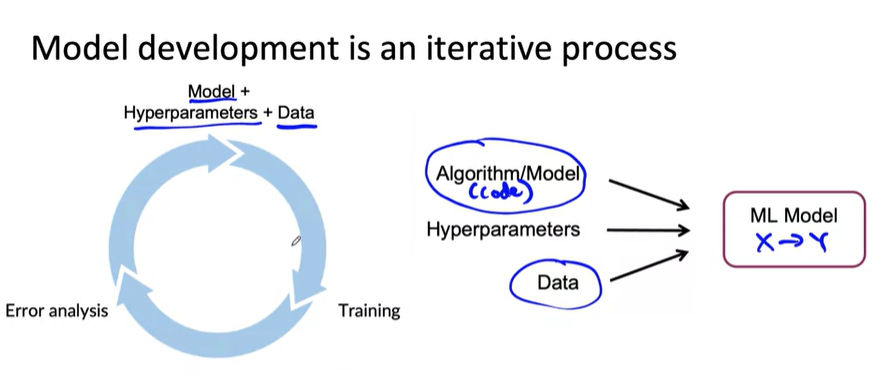 Model development is an iterative process
Model +
Hyperparameters + Data
Error analysis
Training
Algorithm/Model
(code)
Hyperparameters
Data
ML Model
X→Y